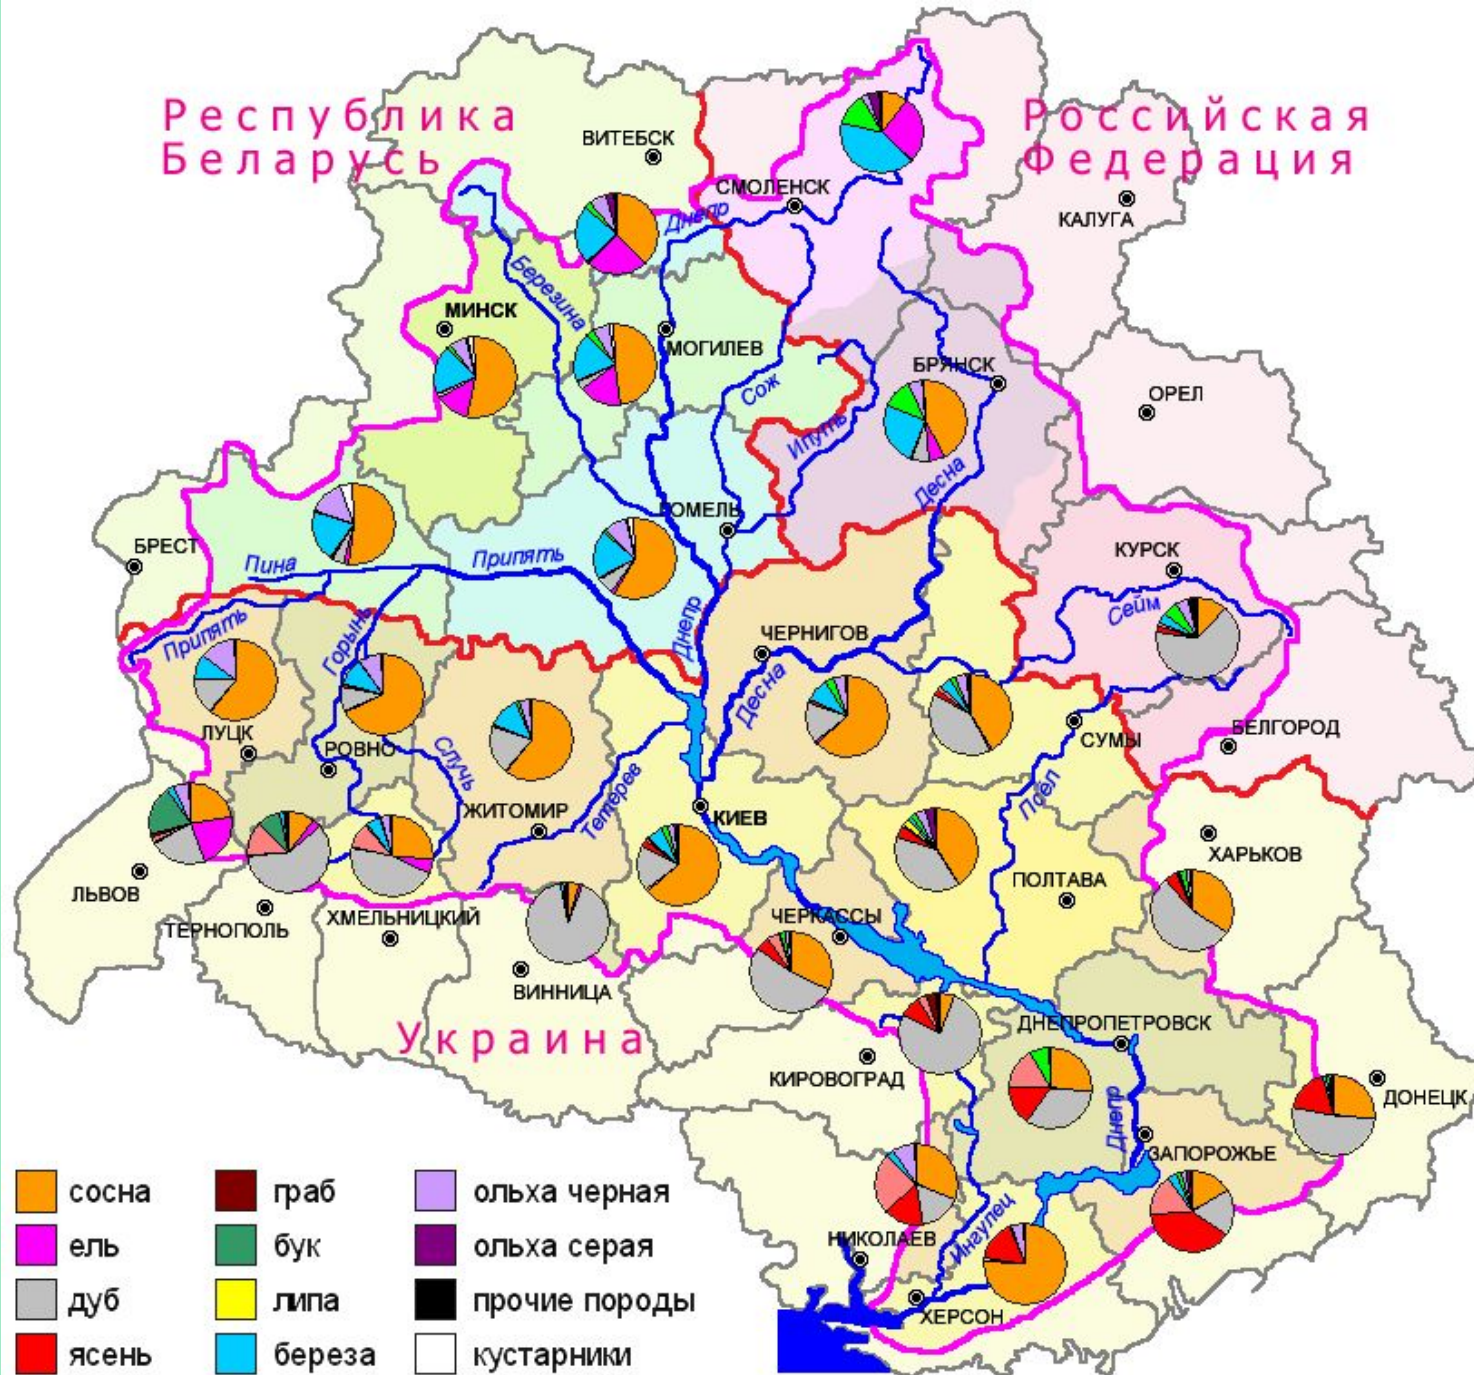 Республика
Беларусь
Российская
Федерация
ВИТЕБСК
СМОЛЕНСК
КАЛУГА
Днепр
Березина
МИНСК
МОГИЛЕВ
БРЯНСК
ОРЕЛ
Сож
Ипуть
Десна
ГОМЕЛЬ
БРЕСТ
Пина
Припять
КУРСК
Сейм
Припять
Горынь
Днепр
ЧЕРНИГОВ
Десна
ЛУЦК
РОВНО
Случь
СУМЫ
БЕЛГОРОД
Псёл
ЖИТОМИР
Тетерев
КИЕВ
ХАРЬКОВ
ЛЬВОВ
ПОЛТАВА
ТЕРНОПОЛЬ
ХМЕЛЬНИЦКИЙ
ЧЕРКАССЫ
ВИННИЦА
Украина
ДНЕПРОПЕТРОВСК
КИРОВОГРАД
ДОНЕЦК
Днепр
ЗАПОРОЖЬЕ
Ингулец
НИКОЛАЕВ
ХЕРСОН
сосна
ель
дуб
ясень
граб
бук
липа
береза
ольха черная
ольха серая
прочие породы
кустарники